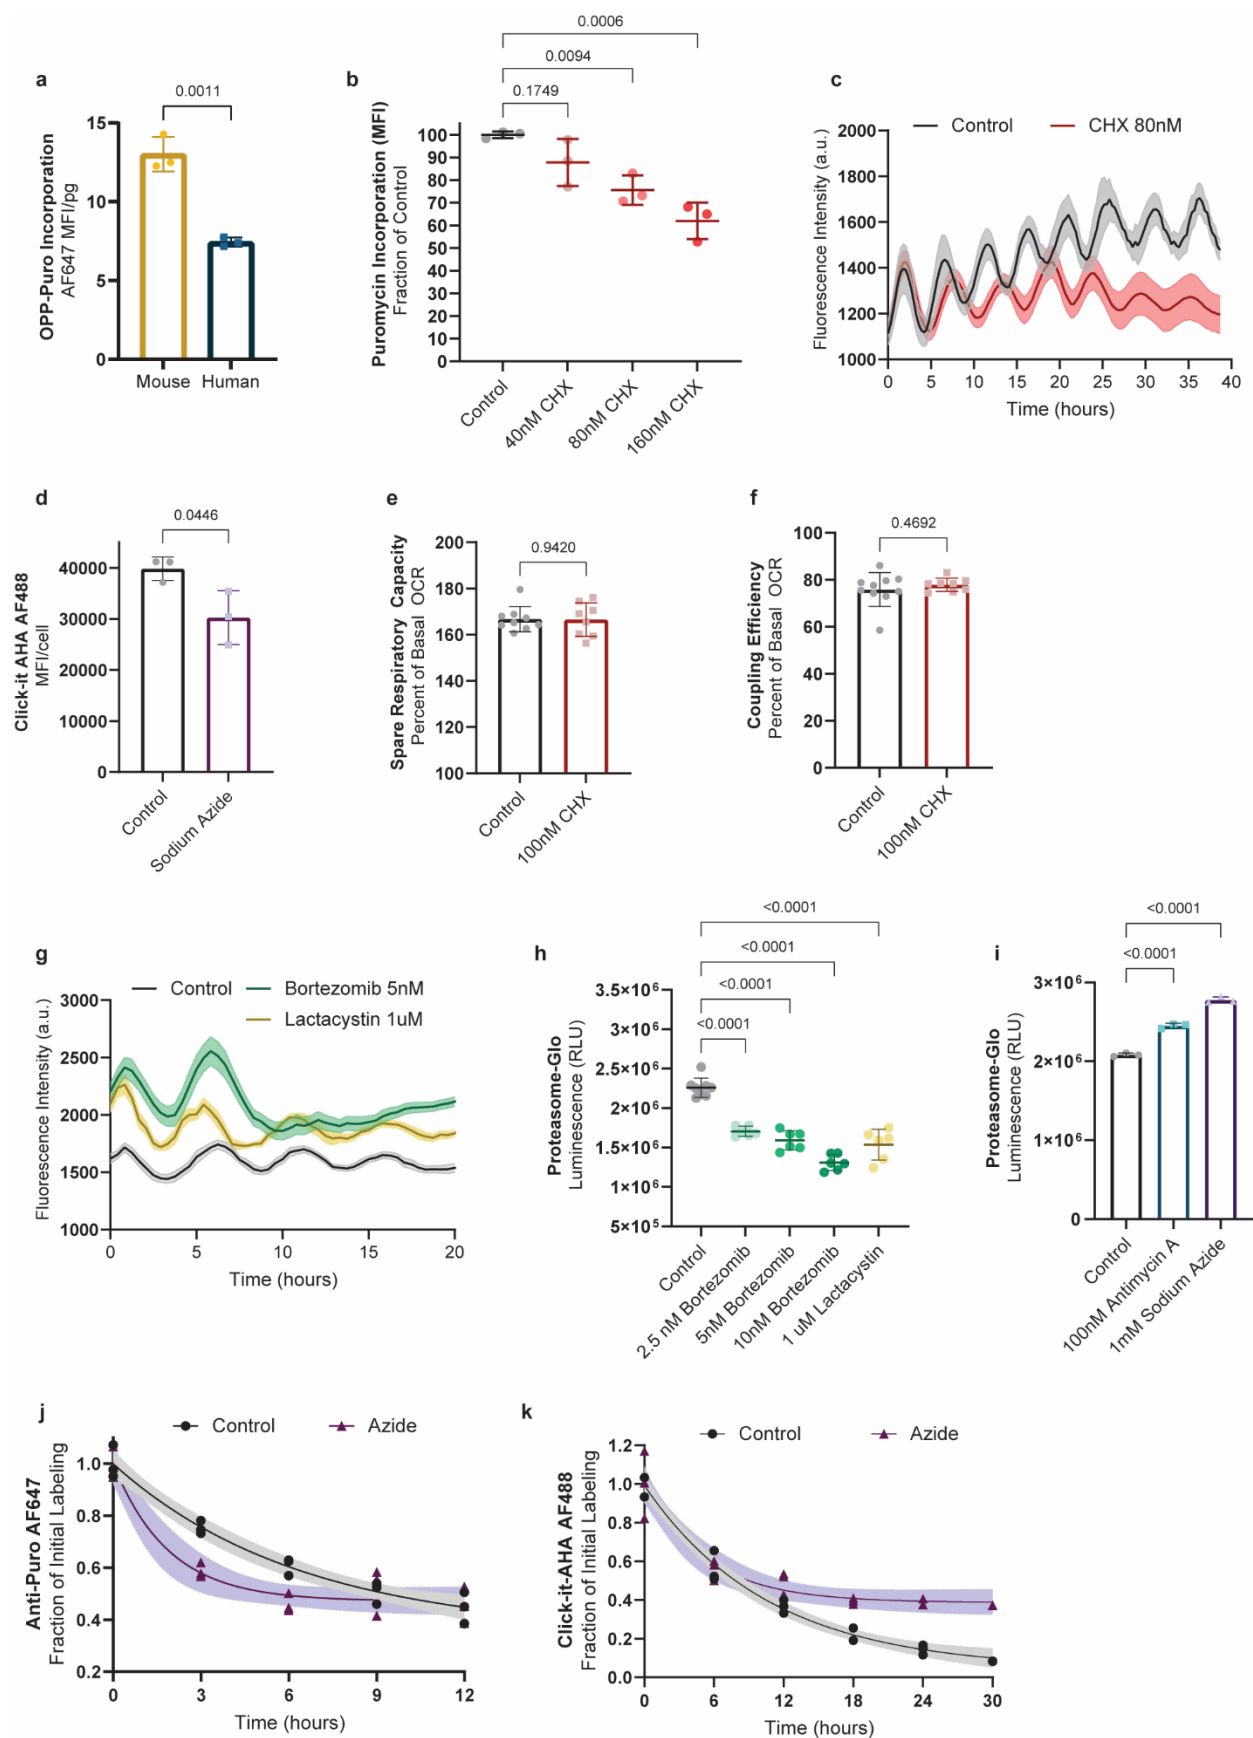 a
0.0011
OPP-Puro Incorporation
AF647 MFI/pg
15
10
5
0
Mouse Human
b
0.0006
0.0094
0.1749
Puromycin Incorporation (MFI)
Fraction of Control
100
90
80
70
60
50
40
30
20
10
0
Control
40nM CHX
80nM CHX
160nM CHX
c
Control
CHX 80nM
Fluorescence Intensity (a.u.)
2000
1800
1600
1400
1200
1000
0 5 10 15 20 25 30 35 40
Time (hours)
d
0.0446
Click-it AHA AF488
MFI/cell
40000
30000
20000
10000
0
Control
Sodium Azide
e
0.9420
Spare Respiratory Capacity
Percent of Basal OCR
200
180
160
140
120
100
Control
100nM CHX
f
0.4692
Coupling Efficiency
Percent of Basal OCR
100
80
60
40
20
0
Control
100nM CHX
g
Control
Bortezomib 5nM
Lactacystin 1uM
Fluorescence Intensity (a.u.)
3000
2500
2000
1500
1000
0 5 10 15 20
Time (hours)
h
<0.0001
<0.0001
<0.0001
<0.0001
Proteasome-Glo
Luminescence (RLU)
3.5×10⁶
3×10⁶
2.5×10⁶
2×10⁶
1.5×10⁶
1×10⁶
5×10⁵
Control
2.5 nM Bortezomib
5nM Bortezomib
10nM Bortezomib
1 uM Lactacystin
i
<0.0001
<0.0001
Proteasome-Glo
Luminescence (RLU)
3×10⁶
2×10⁶
1×10⁶
0
Control
100nM Antimycin A
1mM Sodium Azide
j
Control
Azide
Anti-Puro AF647
Fraction of Initial Labeling
1.0
0.8
0.6
0.4
0.2
0 3 6 9 12
Time (hours)
k
Control
Azide
Click-it-AHA AF488
Fraction of Initial Labeling
1.2
1.0
0.8
0.6
0.4
0.2
0.0
0 6 12 18 24 30
Time (hours)